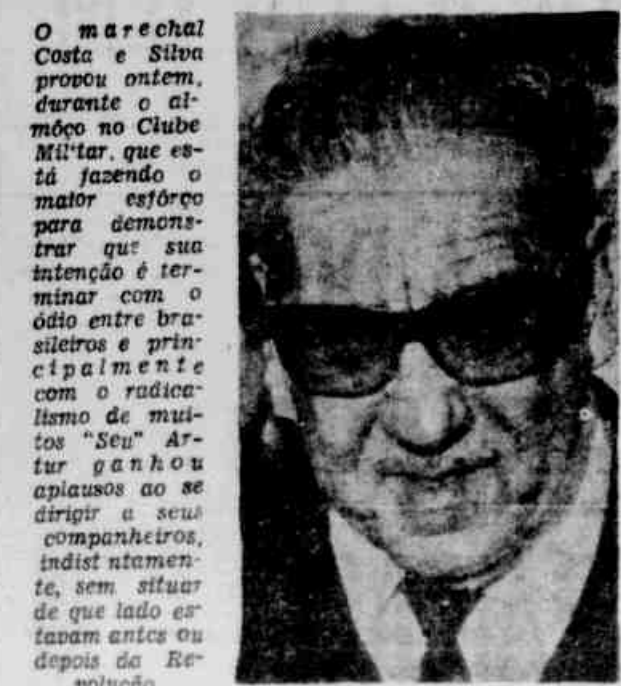 O marechal
Costa e Silva
provou ontem,
durante o al-
môço no Clube
Mil'tar, que es-
tá fazendo o
maior esfôrço
para demons-
trar que sua
intenção é ter-
minar com o
ódio entre bra-
sileiros e prin-
cipalmente
com o radica-
lismo de mui-
tos "Seu" Ar-
tur ganhou
aplausos ao se
dirigir a seus
companheiros,
indist ntamen-
te, sem situar
de que lado es-
tavam antes ou
depois da Re-
volução